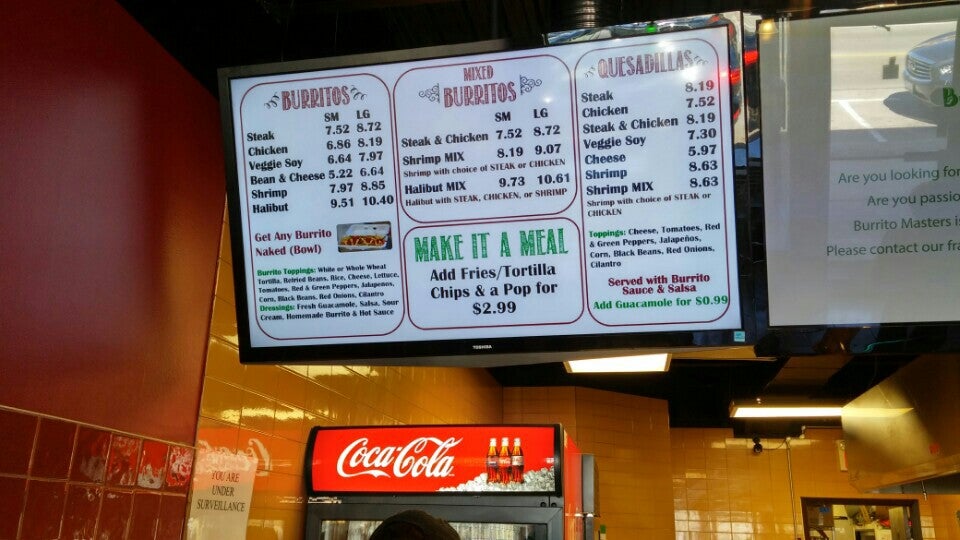 BURRITOS
SM LG
Steak 7.52 8.72
Chicken 6.86 8.19
Veggie Soy 6.64 7.97
Bean & Cheese 5.22 6.64
Shrimp 7.97 8.85
Halibut 9.51 10.40
Get Any Burrito
Naked (Bowl)
Burrito Toppings: White or Whole Wheat
Tortilla, Refried Beans, Rice, Cheese, Lettuce,
Tomatoes, Red & Green Peppers, Jalapenos,
Corn, Black Beans, Red Onions, Cilantro
Dressings: Fresh Guacamole, Salsa, Sour
Cream, Homemade Burrito & Hot Sauce
MIXED
BURRITOS
SM LG
Steak & Chicken 7.52 8.72
Shrimp MIX 8.19 9.07
Shrimp with choice of STEAK or CHICKEN
Halibut MIX 9.73 10.61
Halibut with STEAK, CHICKEN, or SHRIMP
MAKE IT A MEAL
Add Fries/Tortilla
Chips & a Pop for
$2.99
QUESADILLAS
Steak 8.19
Chicken 7.52
Steak & Chicken 8.19
Veggie Soy 7.30
Cheese 5.97
Shrimp 8.63
Shrimp MIX 8.63
Shrimp with choice of STEAK or
CHICKEN
Toppings: Cheese, Tomatoes, Red
& Green Peppers, Jalapeños,
Corn, Black Beans, Red Onions,
Cilantro
Served with Burrito
Sauce & Salsa
Add Guacamole for $0.99
TOSHIBA
Are you looking for
Are you passio
Burrito Masters is
Please contact our fra
Coca-Cola
YOU ARE
UNDER
SURVEILLANCE